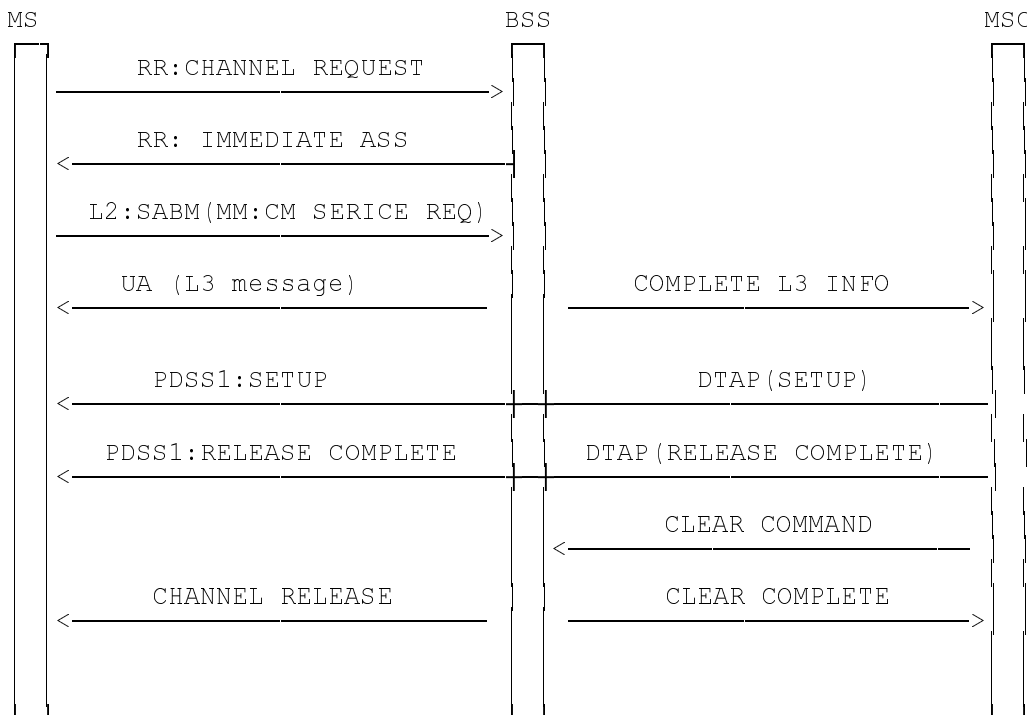 MS BSS MSC
RR:CHANNEL REQUEST
RR: IMMEDIATE ASS
L2:SABM(MM:CM SERICE REQ)
UA (L3 message) COMPLETE L3 INFO
PDSS1:SETUP DTAP(SETUP)
PDSS1:RELEASE COMPLETE DTAP(RELEASE COMPLETE)
CLEAR COMMAND
CHANNEL RELEASE CLEAR COMPLETE